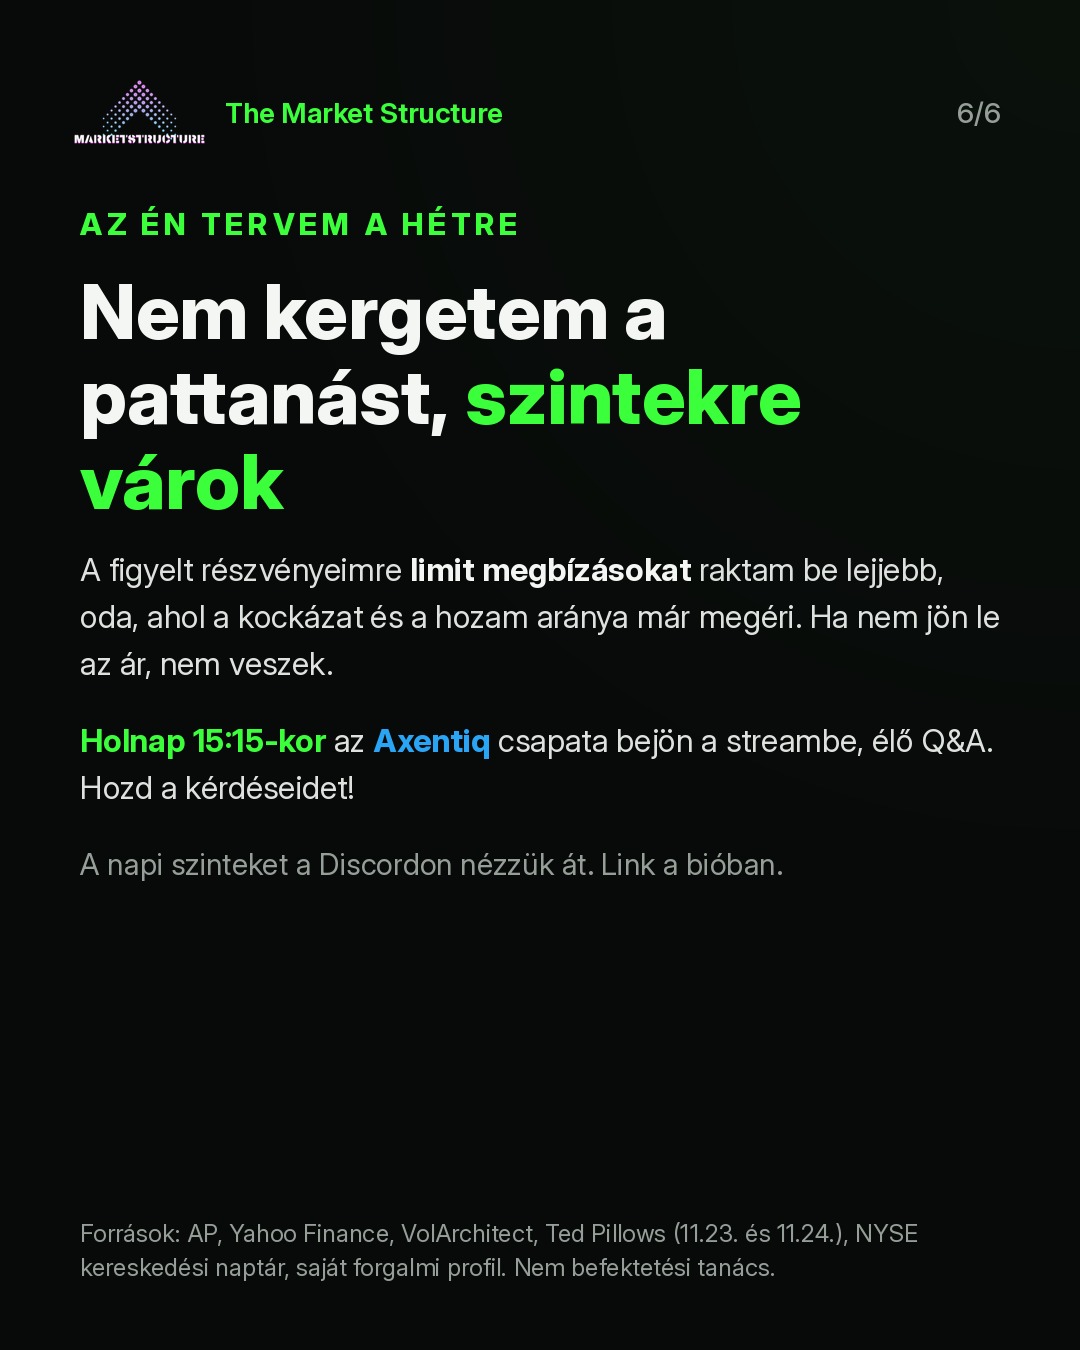 MARKETSTRUCTURE
The Market Structure
6/6
AZ ÉN TERVEM A HÉTRE
Nem kergetem a
pattanást, szintekre
várok
A figyelt részvényeimre limit megbízásokat raktam be lejjebb,
oda, ahol a kockázat és a hozam aránya már megéri. Ha nem jön le
az ár, nem veszek.
Holnap 15:15-kor az Axentiq csapata bejön a streambe, élő Q&A.
Hozd a kérdéseidet!
A napi szinteket a Discordon nézzük át. Link a bióban.
Források: AP, Yahoo Finance, VolArchitect, Ted Pillows (11.23. és 11.24.), NYSE
kereskedési naptár, saját forgalmi profil. Nem befektetési tanács.